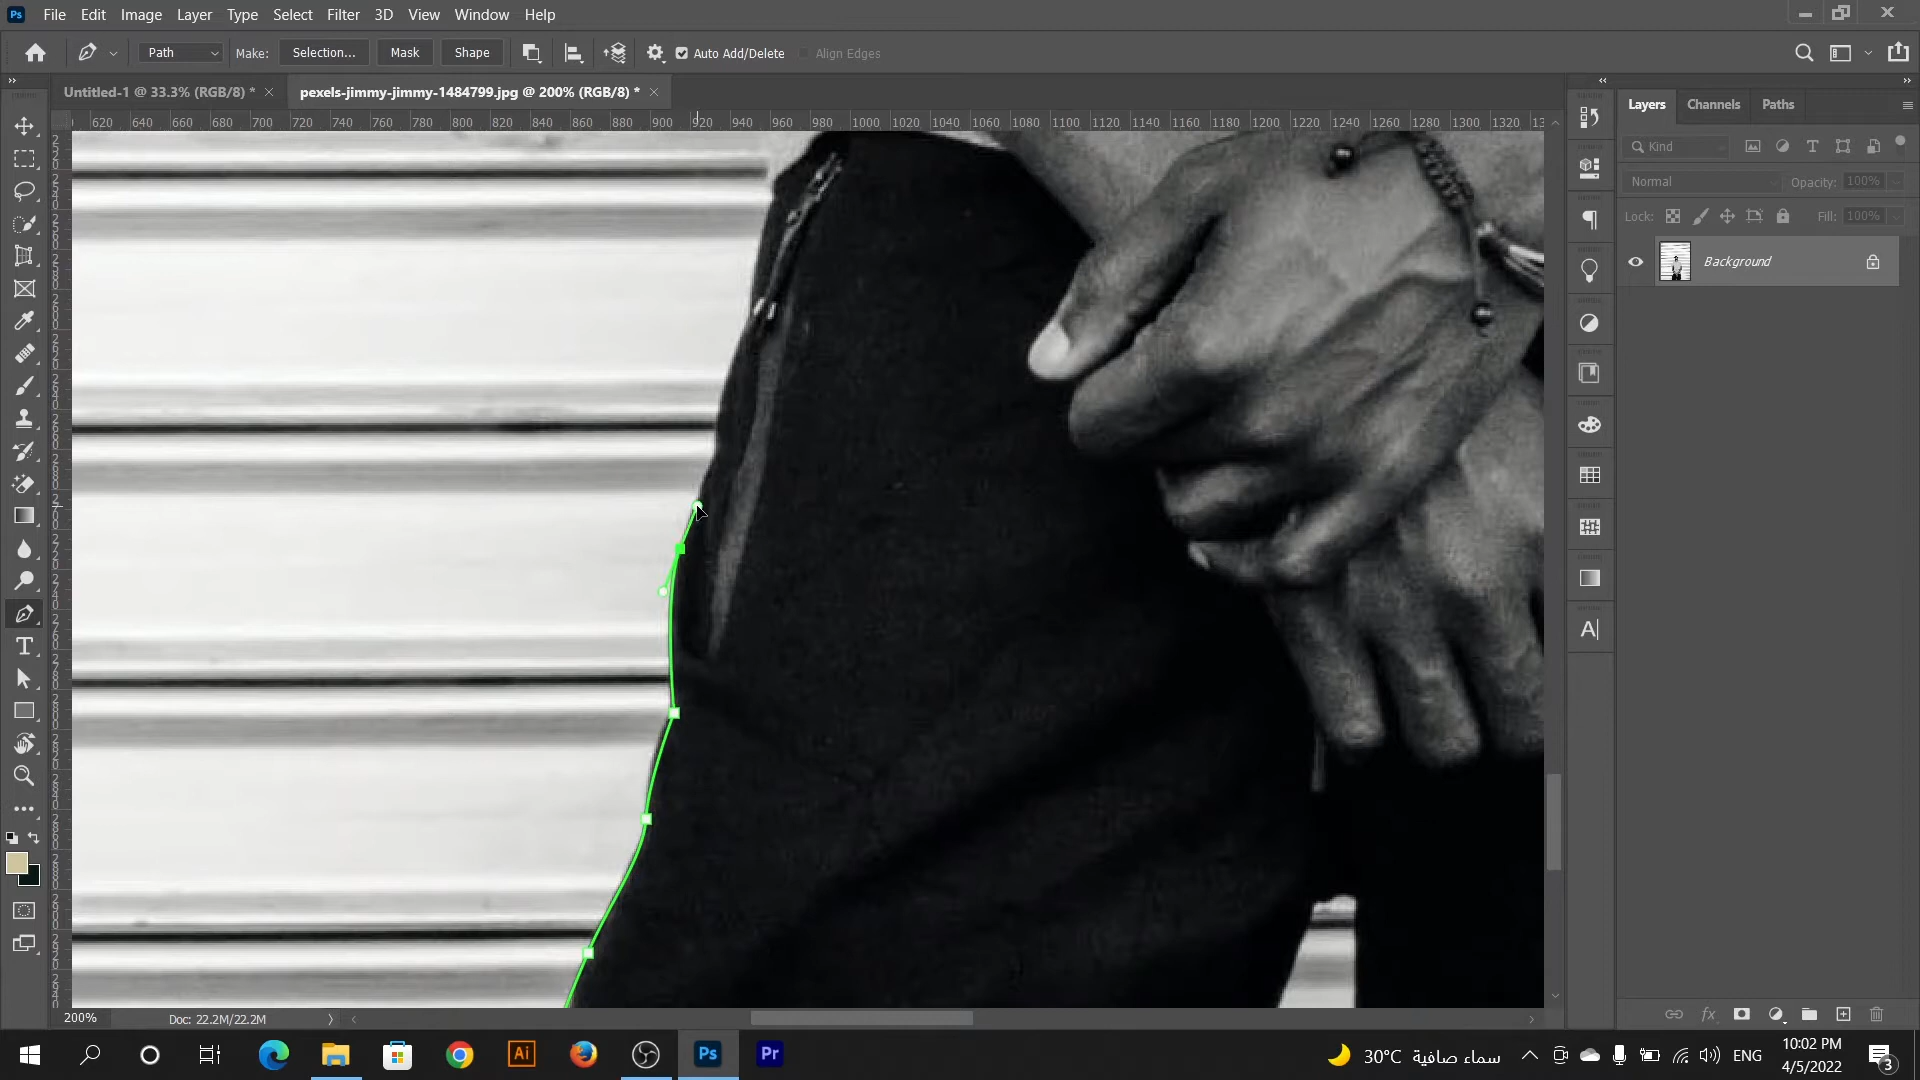 File Edit Image Layer Type Select Filter 3D View Window Help
Path Make: Selection... Mask Shape Auto Add/Delete Align Edges
Untitled-1 @ 33.3% (RGB/8) * pexels-jimmy-jimmy-1484799.jpg @ 200% (RGB/8) *
620 640 660 680 700 720 740 760 780 800 820 840 860 880 900 920 940 960 980 1000 1020 1040 1060 1080 1100 1120 1140 1160 1180 1200 1220 1240 1260 1280 1300 1320
Layers Channels Paths
Kind
Normal Opacity: 100%
Lock: Fill: 100%
Background
200% Doc: 22.2M/22.2M
30°C سماء صافية ENG 10:02 PM
4/5/2022
3